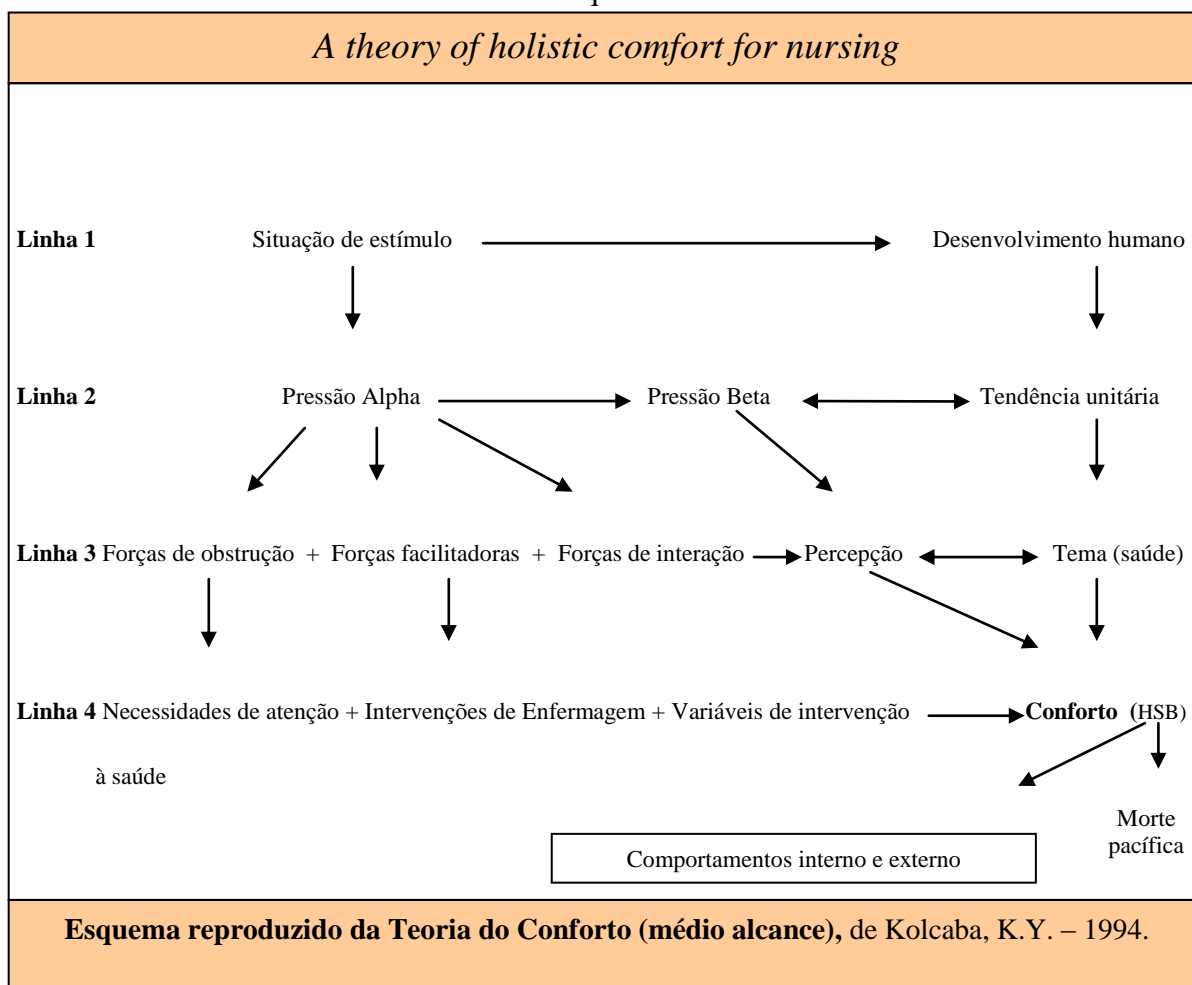 A theory of holistic comfort for nursing
Linha 1 Situação de estímulo Desenvolvimento humano
Linha 2 Pressão Alpha Pressão Beta Tendência unitária
Linha 3 Forças de obstrução + Forças facilitadoras + Forças de interação Percepção Tema (saúde)
Linha 4 Necessidades de atenção + Intervenções de Enfermagem + Variáveis de intervenção Conforto (HSB)
à saúde
Morte
pacífica
Comportamentos interno e externo
Esquema reproduzido da Teoria do Conforto (médio alcance), de Kolcaba, K.Y. – 1994.